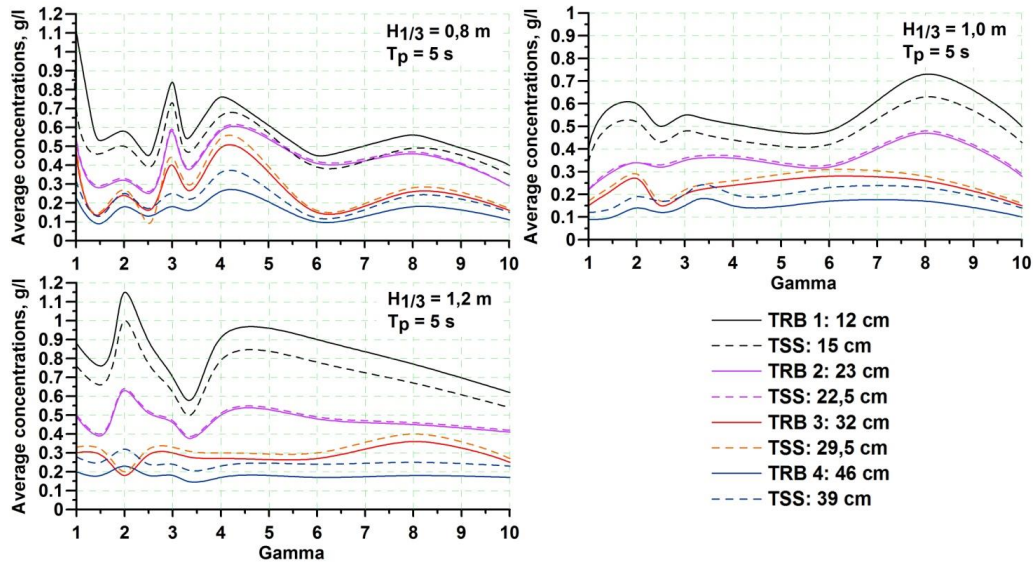 Average concentrations, g/l
1.2
1.1
1
0.9
0.8
0.7
0.6
0.5
0.4
0.3
0.2
0.1
0
1 2 3 4 5 6 7 8 9 10
H1/3 = 0,8 m
Tp = 5 s
Average concentrations, g/l
1
0.9
0.8
0.7
0.6
0.5
0.4
0.3
0.2
0.1
0
1 2 3 4 5 6 7 8 9 10
Gamma
H1/3 = 1,0 m
Tp = 5 s
Average concentrations, g/l
1.2
1.1
1
0.9
0.8
0.7
0.6
0.5
0.4
0.3
0.2
0.1
0
1 2 3 4 5 6 7 8 9 10
Gamma
H1/3 = 1,2 m
Tp = 5 s
TRB 1: 12 cm
TSS: 15 cm
TRB 2: 23 cm
TSS: 22,5 cm
TRB 3: 32 cm
TSS: 29,5 cm
TRB 4: 46 cm
TSS: 39 cm